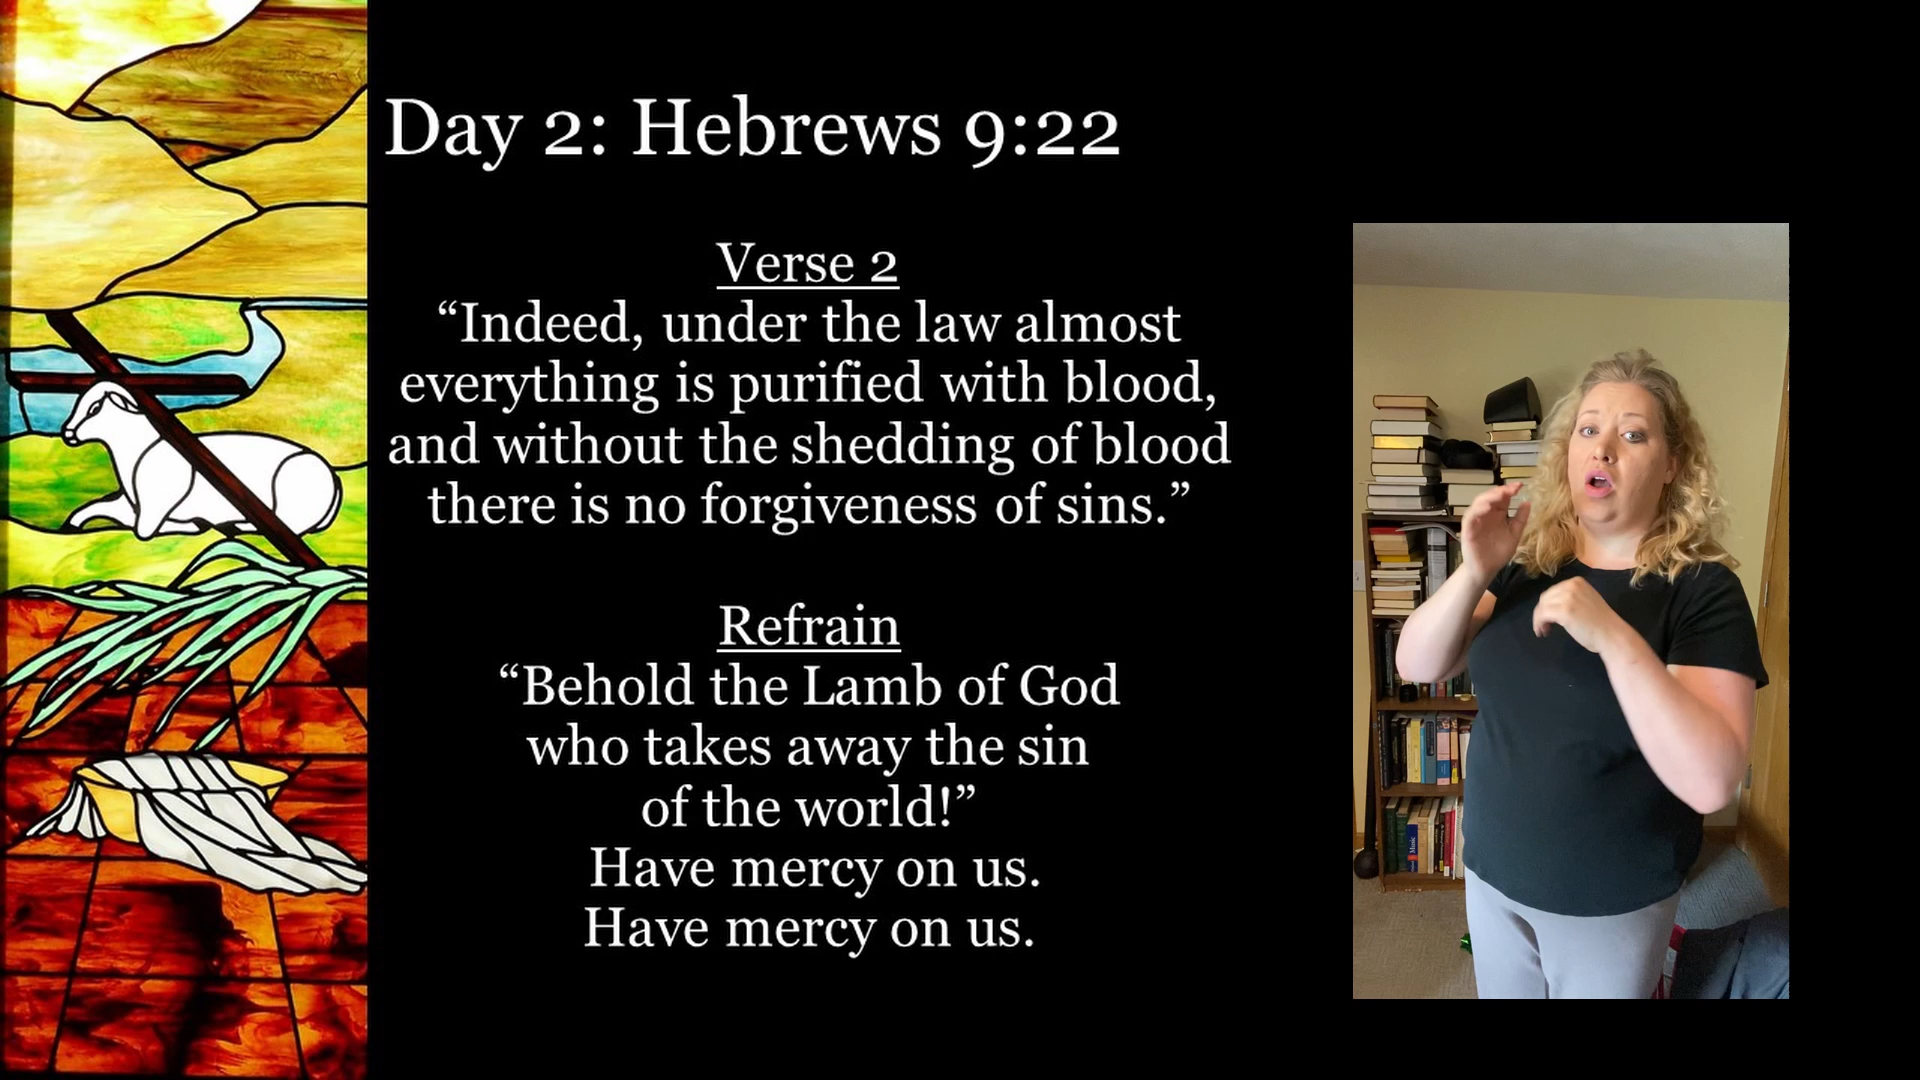 Day 2: Hebrews 9:22
Verse 2
“Indeed, under the law almost
everything is purified with blood,
and without the shedding of blood
there is no forgiveness of sins.”
Refrain
“Behold the Lamb of God
who takes away the sin
of the world!”
Have mercy on us.
Have mercy on us.
Music